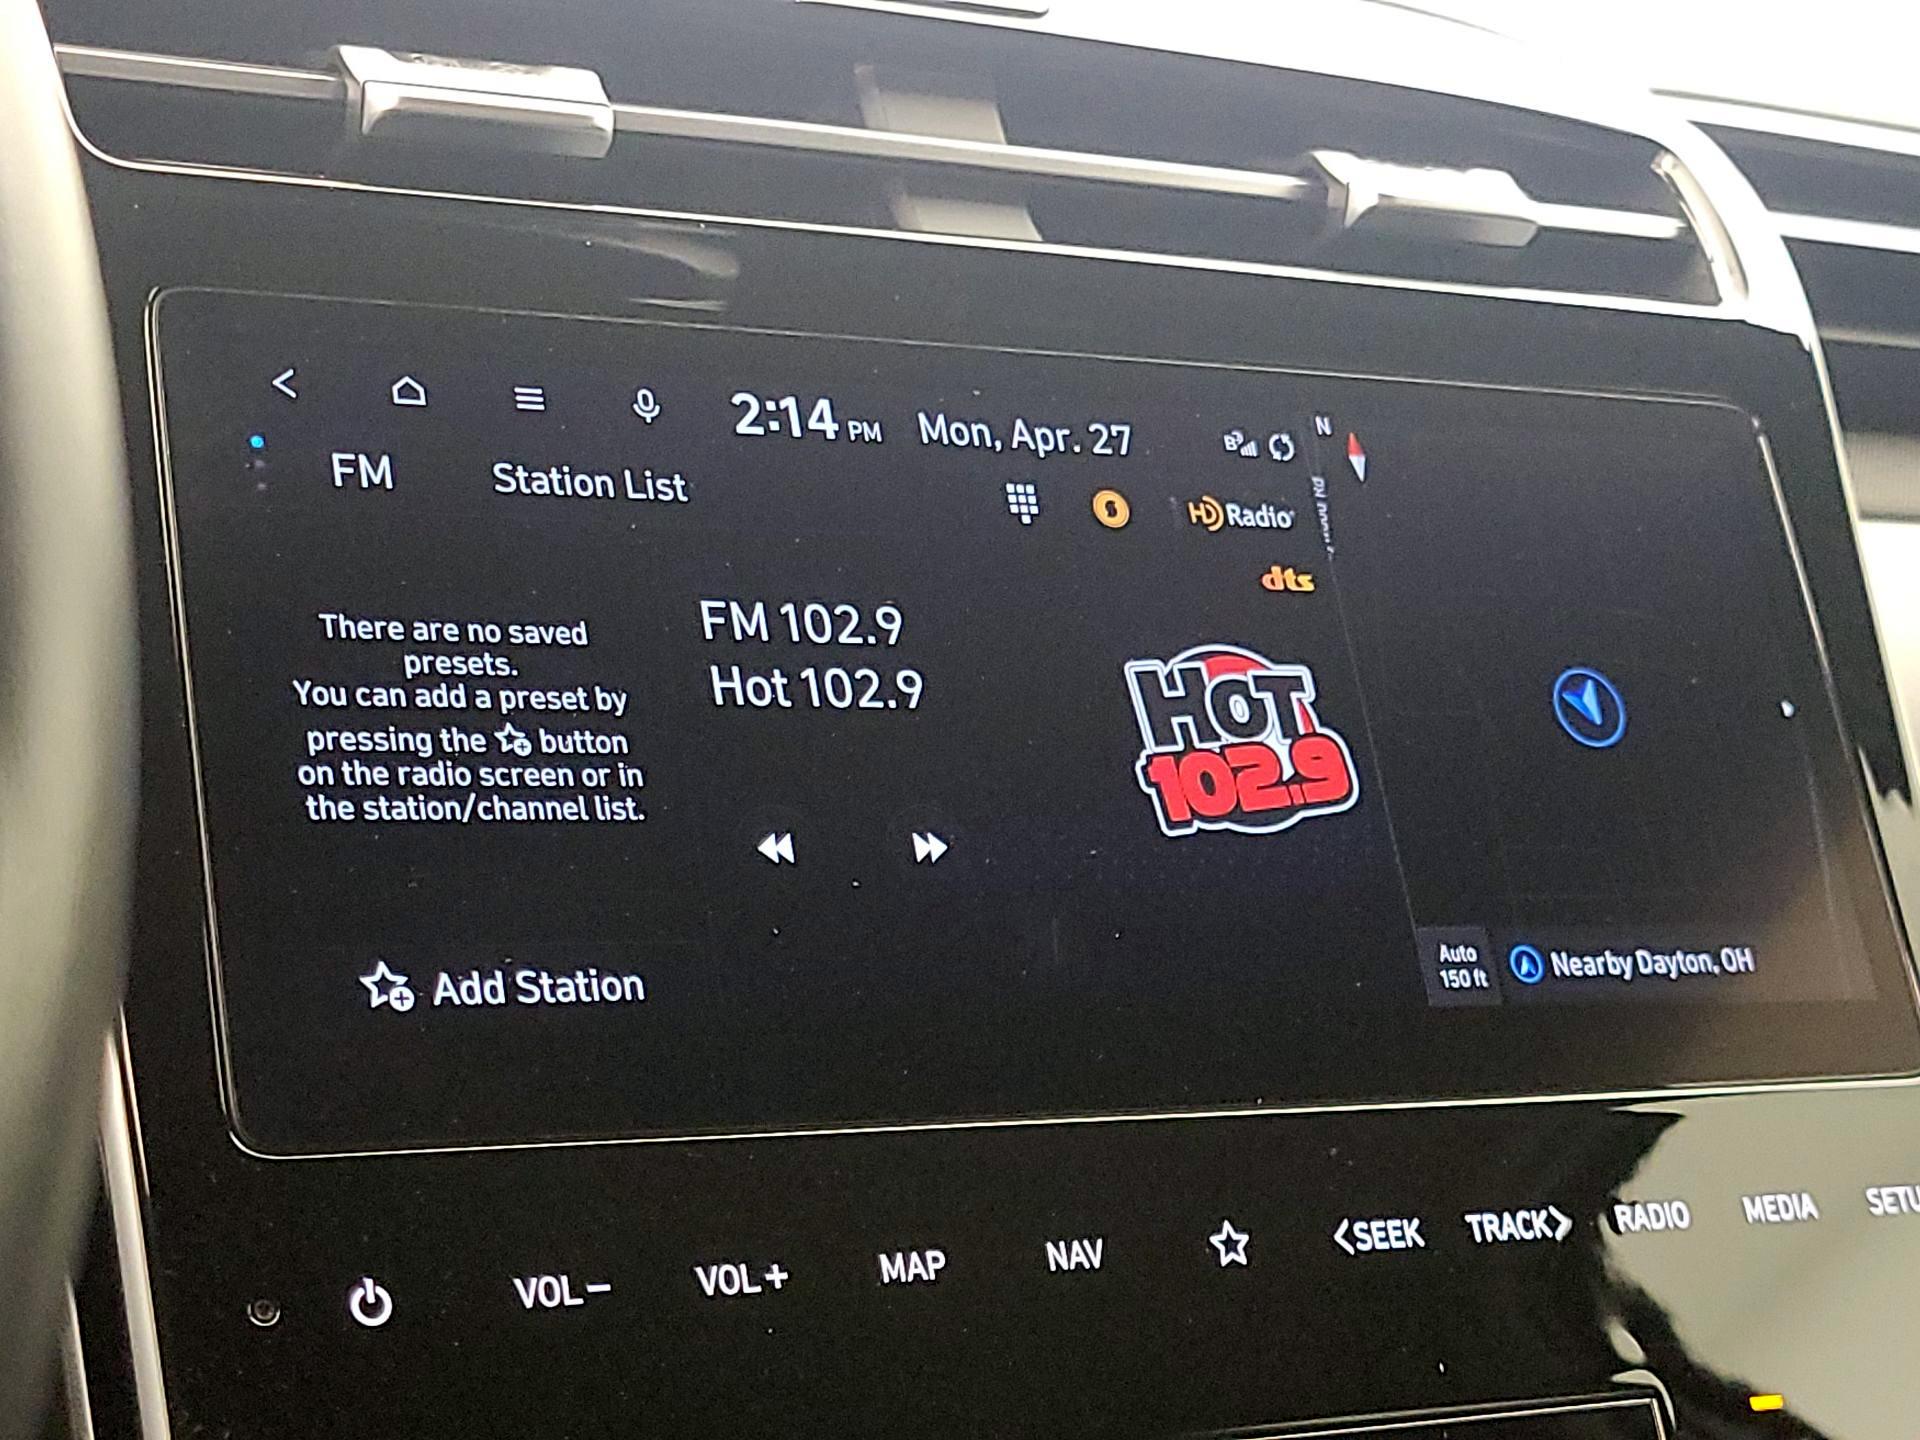 2:14 PM Mon, Apr. 27
N
FM Station List
HD Radio
dts
There are no saved
presets.
You can add a preset by
pressing the button
on the radio screen or in
the station/channel list.
FM 102.9
Hot 102.9
HOT
102.9
Add Station
Auto
150 ft
Nearby Dayton, OH
VOL− VOL+ MAP NAV <SEEK TRACK> RADIO MEDIA SETU